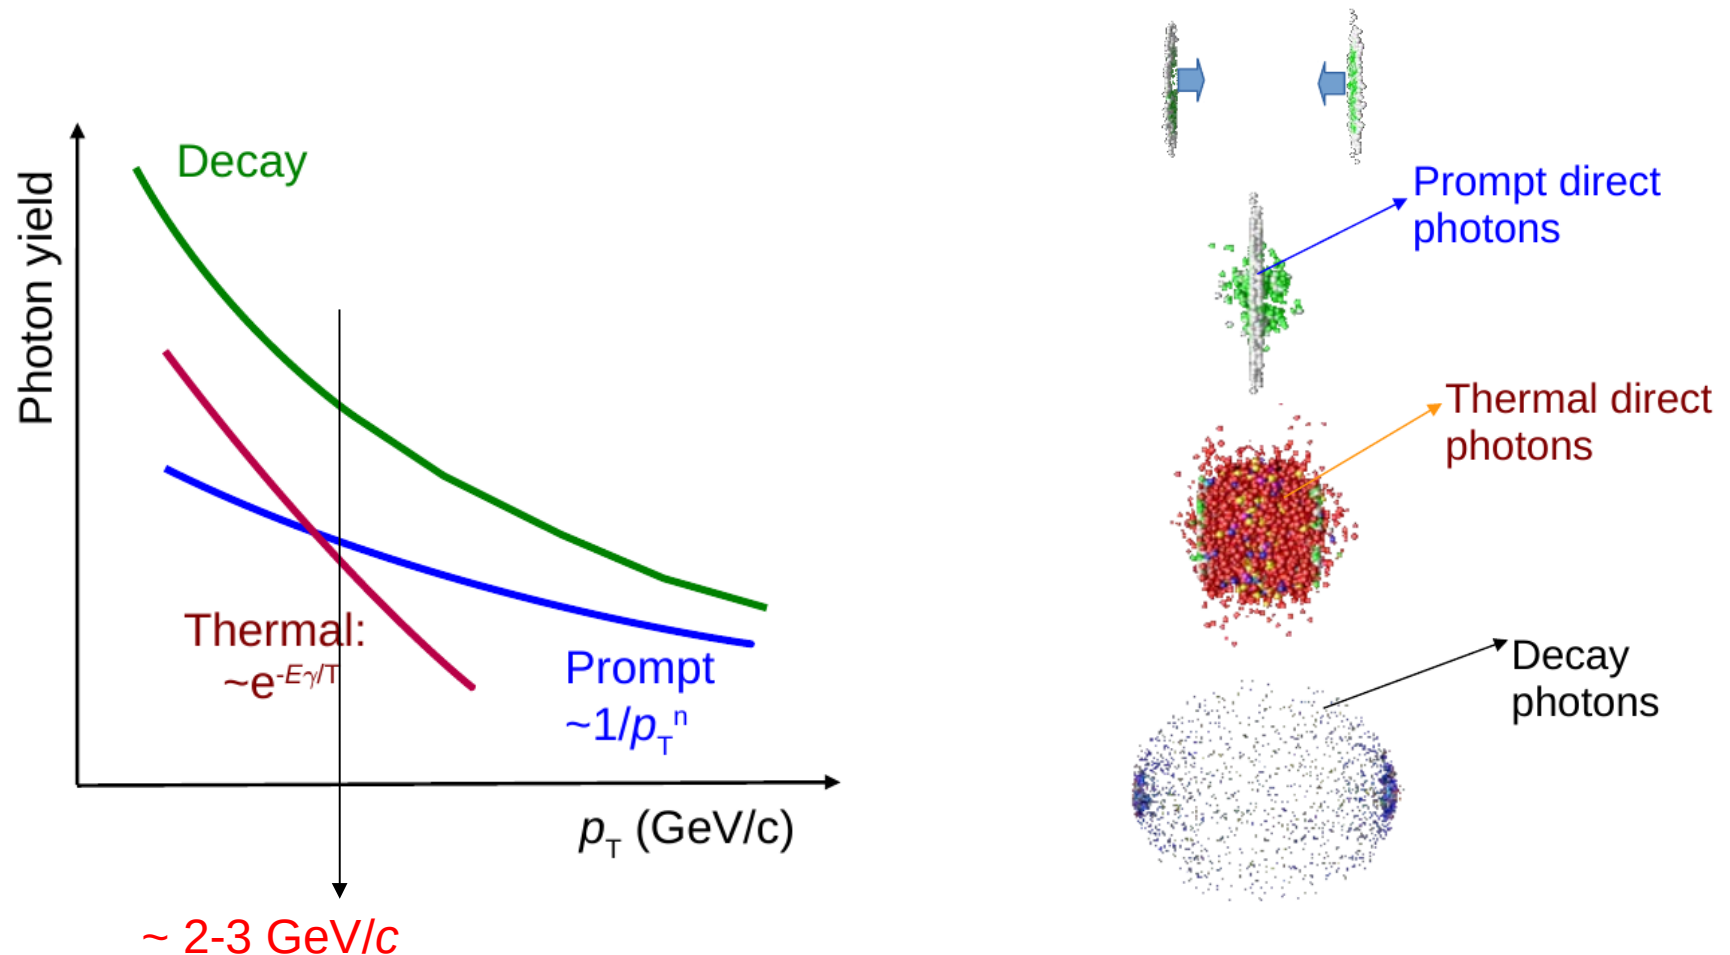 Photon yield
Decay
Thermal:
~e-Eγ/T
Prompt
~1/pTn
pT (GeV/c)
~ 2-3 GeV/c
Prompt direct
photons
Thermal direct
photons
Decay
photons